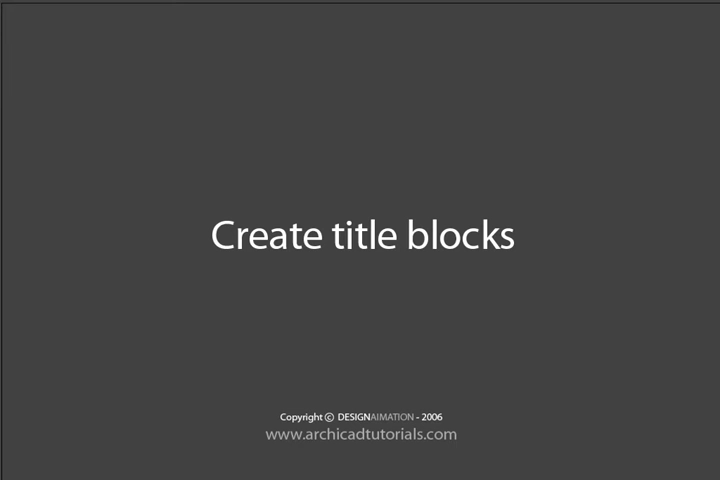 Create title blocks
Copyright © DESIGNAIMATION - 2006
www.archicadtutorials.com